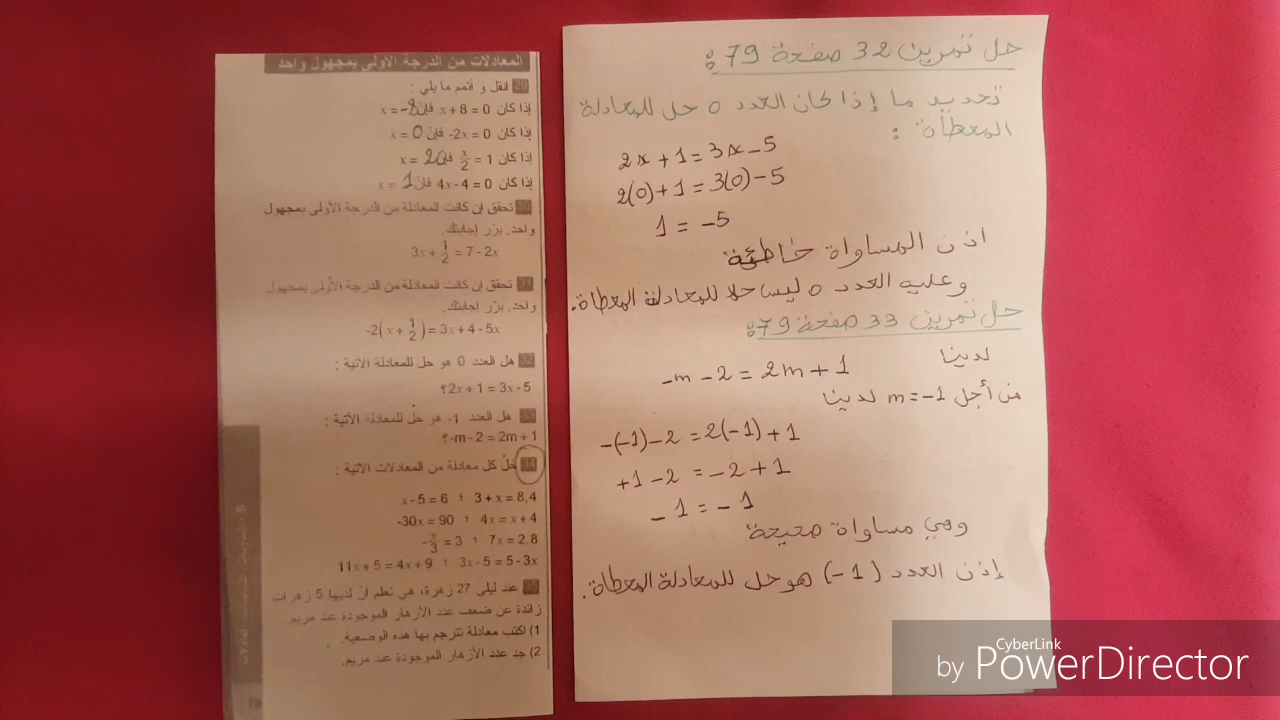 المعادلات من الدرجة الأولى بمجهول واحد
29 انقل و أتمم ما يلي :
إذا كان x + 8 = 0 فإن x = -8
إذا كان -2x = 0 فإن x = 0
إذا كان x/2 = 1 فإن x = 2
إذا كان 4x - 4 = 0 فإن x = 1
30 تحقق إن كانت المعادلة من الدرجة الأولى بمجهول
واحد. برّر إجابتك.
3x + 1/2 = 7 - 2x
31 تحقق إن كانت المعادلة من الدرجة الأولى بمجهول
واحد. برّر إجابتك.
-2(x + 1/2) = 3x + 4 - 5x
32 هل العدد 0 هو حل للمعادلة الآتية :
2x + 1 = 3x - 5 ؟
33 هل العدد -1 هو حل للمعادلة الآتية :
-m - 2 = 2m + 1 ؟
34 حُلّ كل معادلة من المعادلات الآتية :
3 + x = 8,4 ؛ x - 5 = 6
4x = x + 4 ؛ -30x = 90
7x = 2,8 ؛ -x/3 = 3
3x - 5 = 5 - 3x ؛ 11x + 5 = 4x + 9
35 عند ليلى 27 زهرة، هي تعلم أنّ لديها 5 زهرات
زائدة عن ضعف عدد الأزهار الموجودة عند مريم.
1) اكتب معادلة تترجم بها هذه الوضعية.
2) جد عدد الأزهار الموجودة عند مريم.
79
حل تمرين 32 صفحة 79 :
تحديد ما إذا كان العدد 0 حل للمعادلة
المعطاة :
2x + 1 = 3x - 5
2(0) + 1 = 3(0) - 5
1 = -5
اذن المساواة خاطئة
وعليه العدد 0 ليس حلا للمعادلة المعطاة.
حل تمرين 33 صفحة 79 :
لدينا
-m - 2 = 2m + 1
من أجل m = -1 لدينا
-(-1) - 2 = 2(-1) + 1
+1 - 2 = -2 + 1
-1 = -1
وهي مساواة صحيحة
إذن العدد (-1) هو حل للمعادلة المعطاة.
CyberLink
by PowerDirector